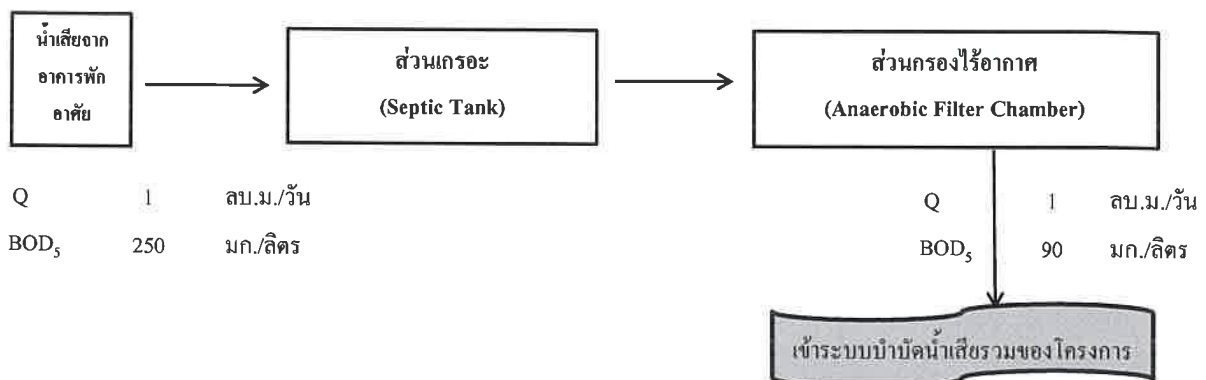 น้ำเสียจาก
อาการพัก
อาศัย
ส่วนเกรอะ
(Septic Tank)
ส่วนกรองไร้อากาศ
(Anaerobic Filter Chamber)
Q 1 ลบ.ม./วัน
BOD5 250 มก./ลิตร
Q 1 ลบ.ม./วัน
BOD5 90 มก./ลิตร
เข้าระบบบำบัดน้ำเสียรวมของโครงการ